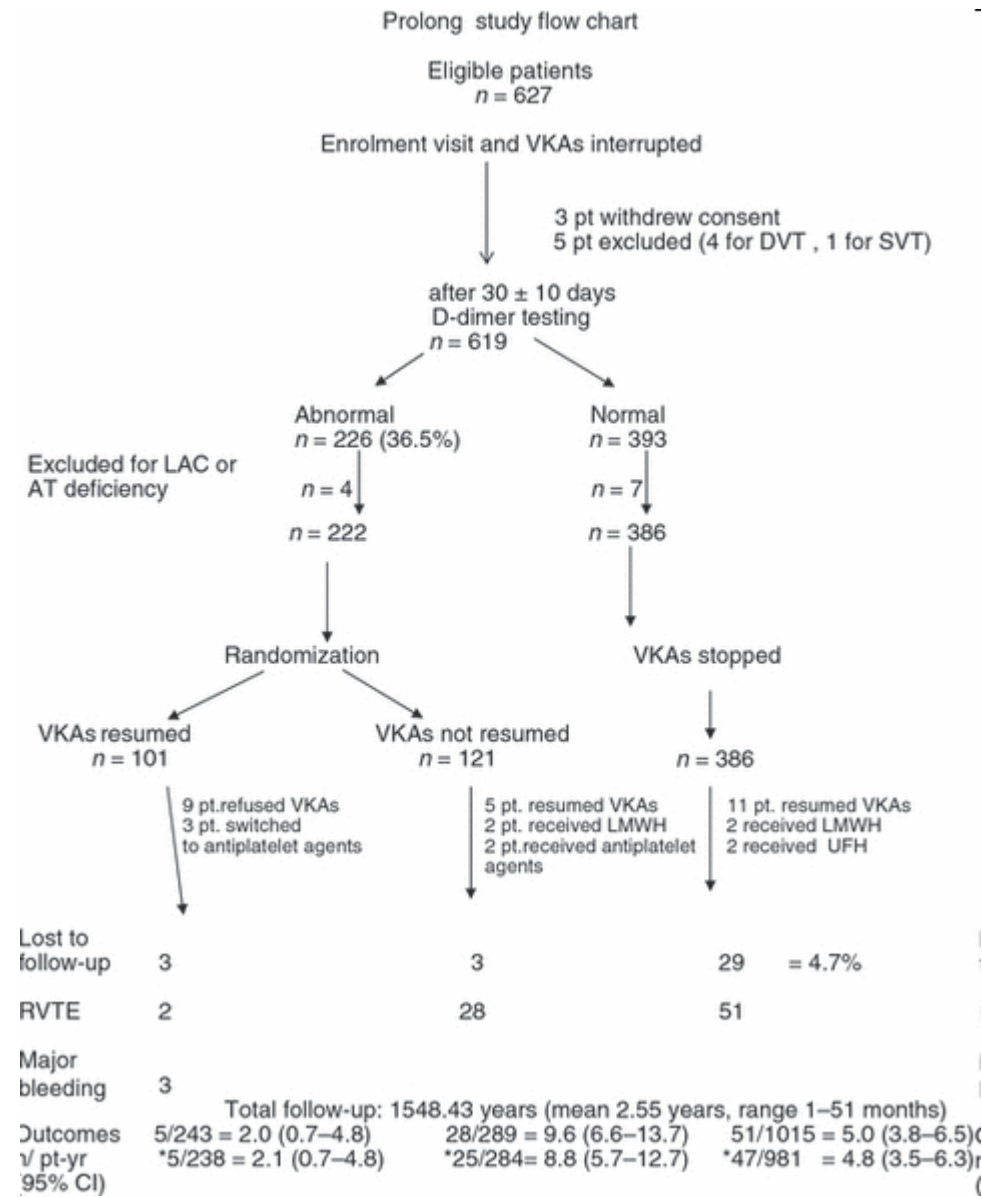 Prolong study flow chart
Eligible patients
n = 627
Enrolment visit and VKAs interrupted
3 pt withdrew consent
5 pt excluded (4 for DVT , 1 for SVT)
after 30 ± 10 days
D-dimer testing
n = 619
Abnormal
n = 226 (36.5%)
Normal
n = 393
Excluded for LAC or
AT deficiency
n = 4
n = 7
n = 222
n = 386
Randomization
VKAs stopped
VKAs resumed
n = 101
VKAs not resumed
n = 121
n = 386
9 pt.refused VKAs
3 pt. switched
to antiplatelet agents
5 pt. resumed VKAs
2 pt. received LMWH
2 pt.received antiplatelet
agents
11 pt. resumed VKAs
2 received LMWH
2 received UFH
Lost to
follow-up 3 3 29 = 4.7%
RVTE 2 28 51
Major
bleeding 3
Total follow-up: 1548.43 years (mean 2.55 years, range 1–51 months)
Outcomes 5/243 = 2.0 (0.7–4.8) 28/289 = 9.6 (6.6–13.7) 51/1015 = 5.0 (3.8–6.5)
n/ pt-yr *5/238 = 2.1 (0.7–4.8) *25/284= 8.8 (5.7–12.7) *47/981 = 4.8 (3.5–6.3)
(95% CI)